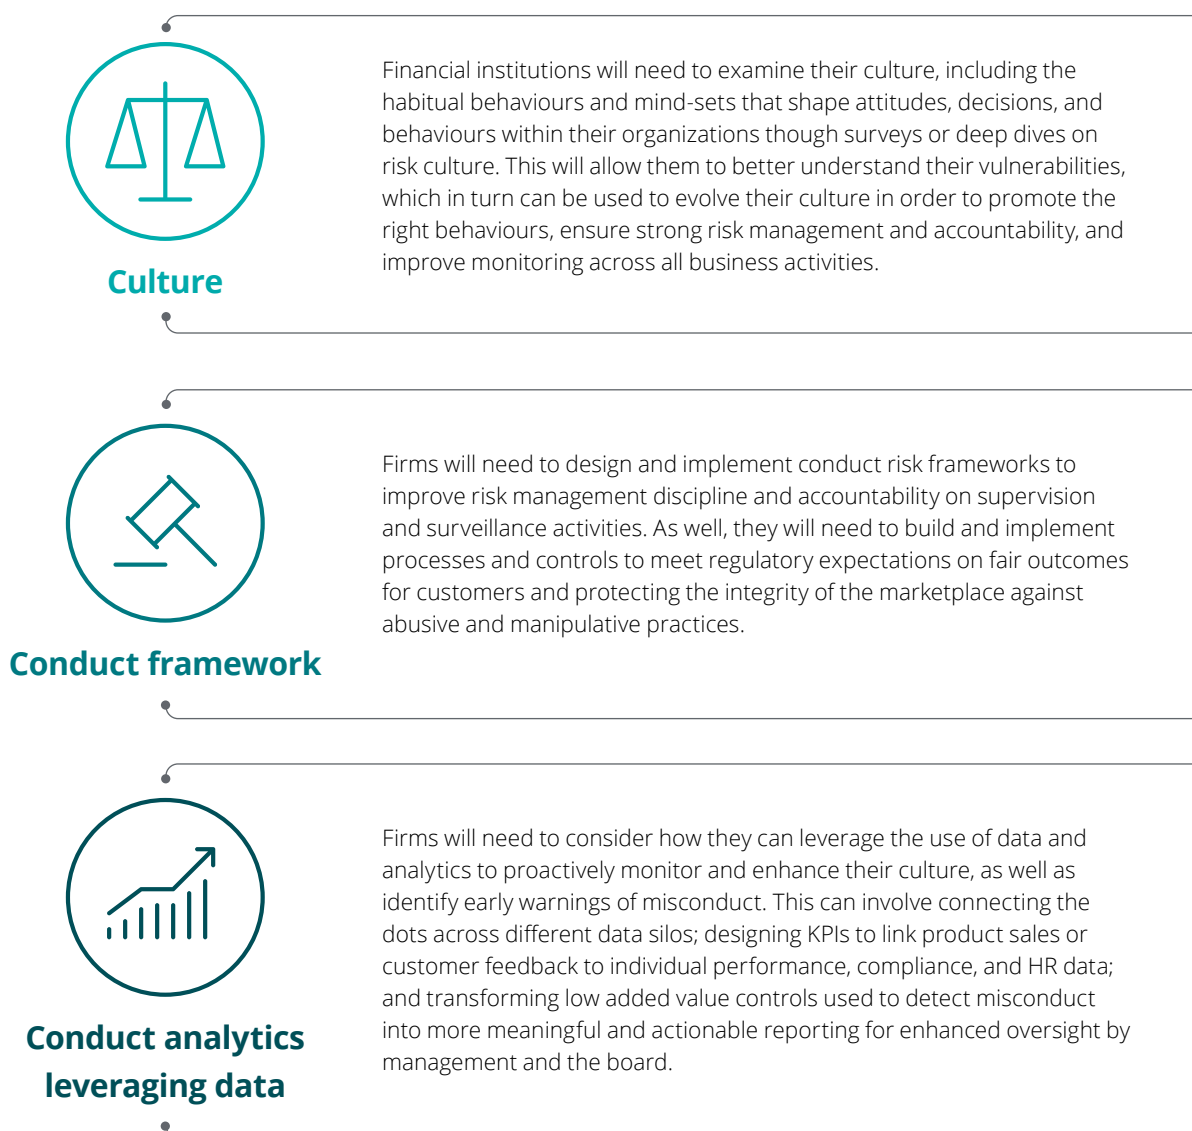 Financial institutions will need to examine their culture, including the
habitual behaviours and mind-sets that shape attitudes, decisions, and
behaviours within their organizations though surveys or deep dives on
risk culture. This will allow them to better understand their vulnerabilities,
which in turn can be used to evolve their culture in order to promote the
right behaviours, ensure strong risk management and accountability, and
improve monitoring across all business activities.
Culture
Firms will need to design and implement conduct risk frameworks to
improve risk management discipline and accountability on supervision
and surveillance activities. As well, they will need to build and implement
processes and controls to meet regulatory expectations on fair outcomes
for customers and protecting the integrity of the marketplace against
abusive and manipulative practices.
Conduct framework
Firms will need to consider how they can leverage the use of data and
analytics to proactively monitor and enhance their culture, as well as
identify early warnings of misconduct. This can involve connecting the
dots across different data silos; designing KPIs to link product sales or
customer feedback to individual performance, compliance, and HR data;
and transforming low added value controls used to detect misconduct
into more meaningful and actionable reporting for enhanced oversight by
management and the board.
Conduct analytics
leveraging data